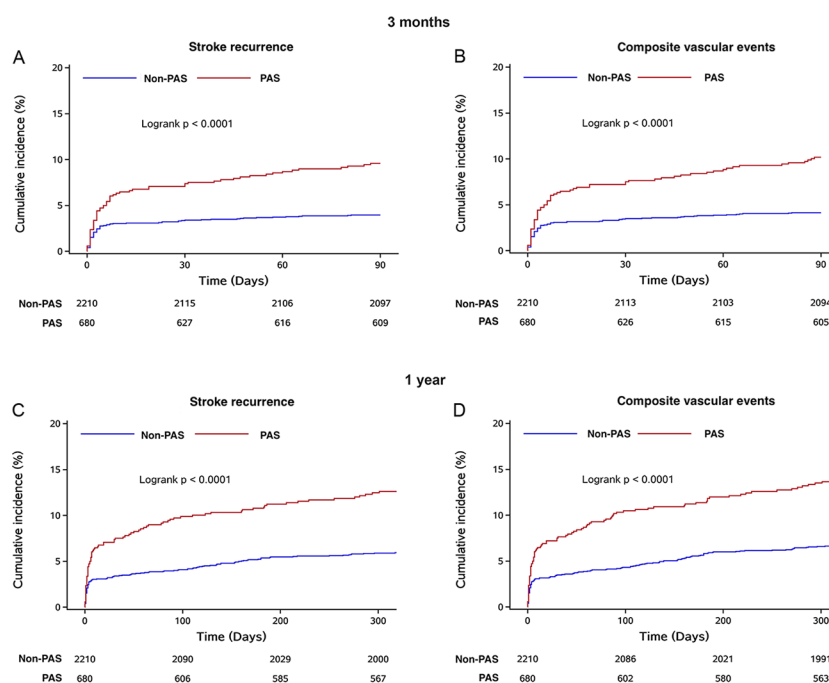 3 months
A
Stroke recurrence
Non-PAS PAS
Logrank p < 0.0001
Cumulative incidence (%)
20
15
10
5
0
0 30 60 90
Time (Days)
Non-PAS 2210 2115 2106 2097
PAS 680 627 616 609
B
Composite vascular events
Non-PAS PAS
Logrank p < 0.0001
Cumulative incidence (%)
20
15
10
5
0
0 30 60 90
Time (Days)
2210 2113 2103 2094
Non-PAS
PAS 680 626 615 605
1 year
C
Stroke recurrence
Non-PAS PAS
Logrank p < 0.0001
Cumulative incidence (%)
20
15
10
5
0
0 100 200 300
Time (Days)
Non-PAS 2210 2090 2029 2000
PAS 680 606 585 567
D
Composite vascular events
Non-PAS PAS
Logrank p < 0.0001
Cumulative incidence (%)
20
15
10
5
0
0 100 200 300
Time (Days)
Non-PAS 2210 2086 2021 1991
PAS 680 602 580 563